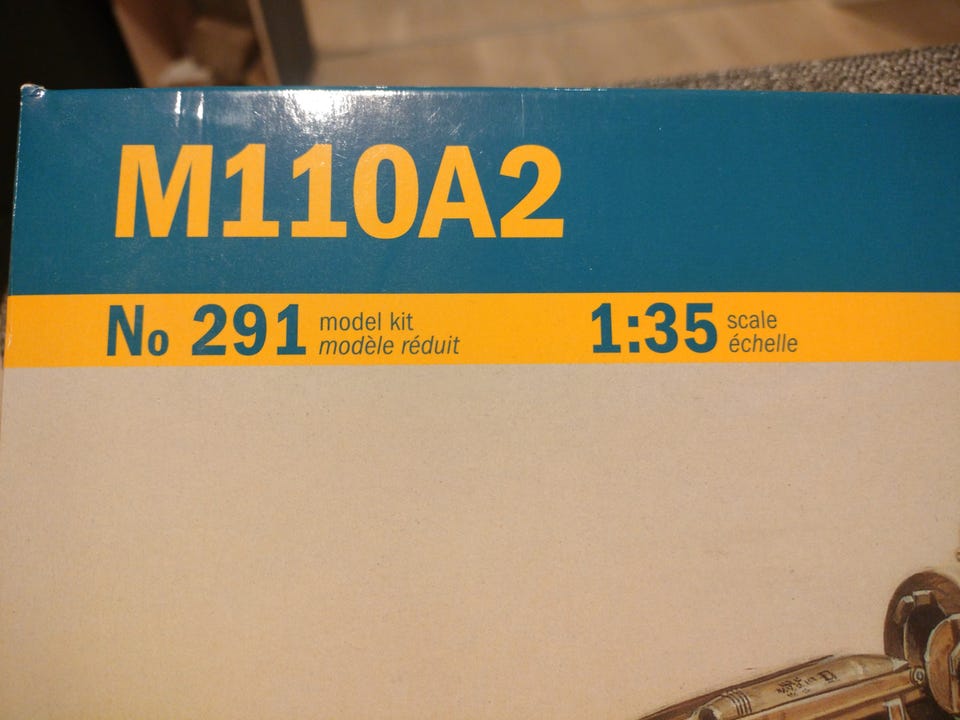 M110A2
No 291 model kit
modèle réduit
1:35 scale
échelle